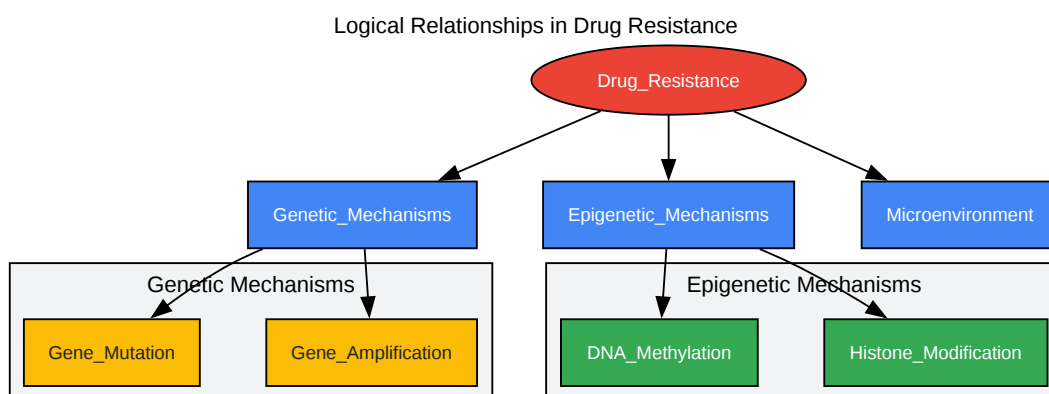 Logical Relationships in Drug Resistance
Drug_Resistance
Genetic_Mechanisms
Epigenetic_Mechanisms
Microenvironment
Genetic Mechanisms
Epigenetic Mechanisms
Gene_Mutation
Gene_Amplification
DNA_Methylation
Histone_Modification